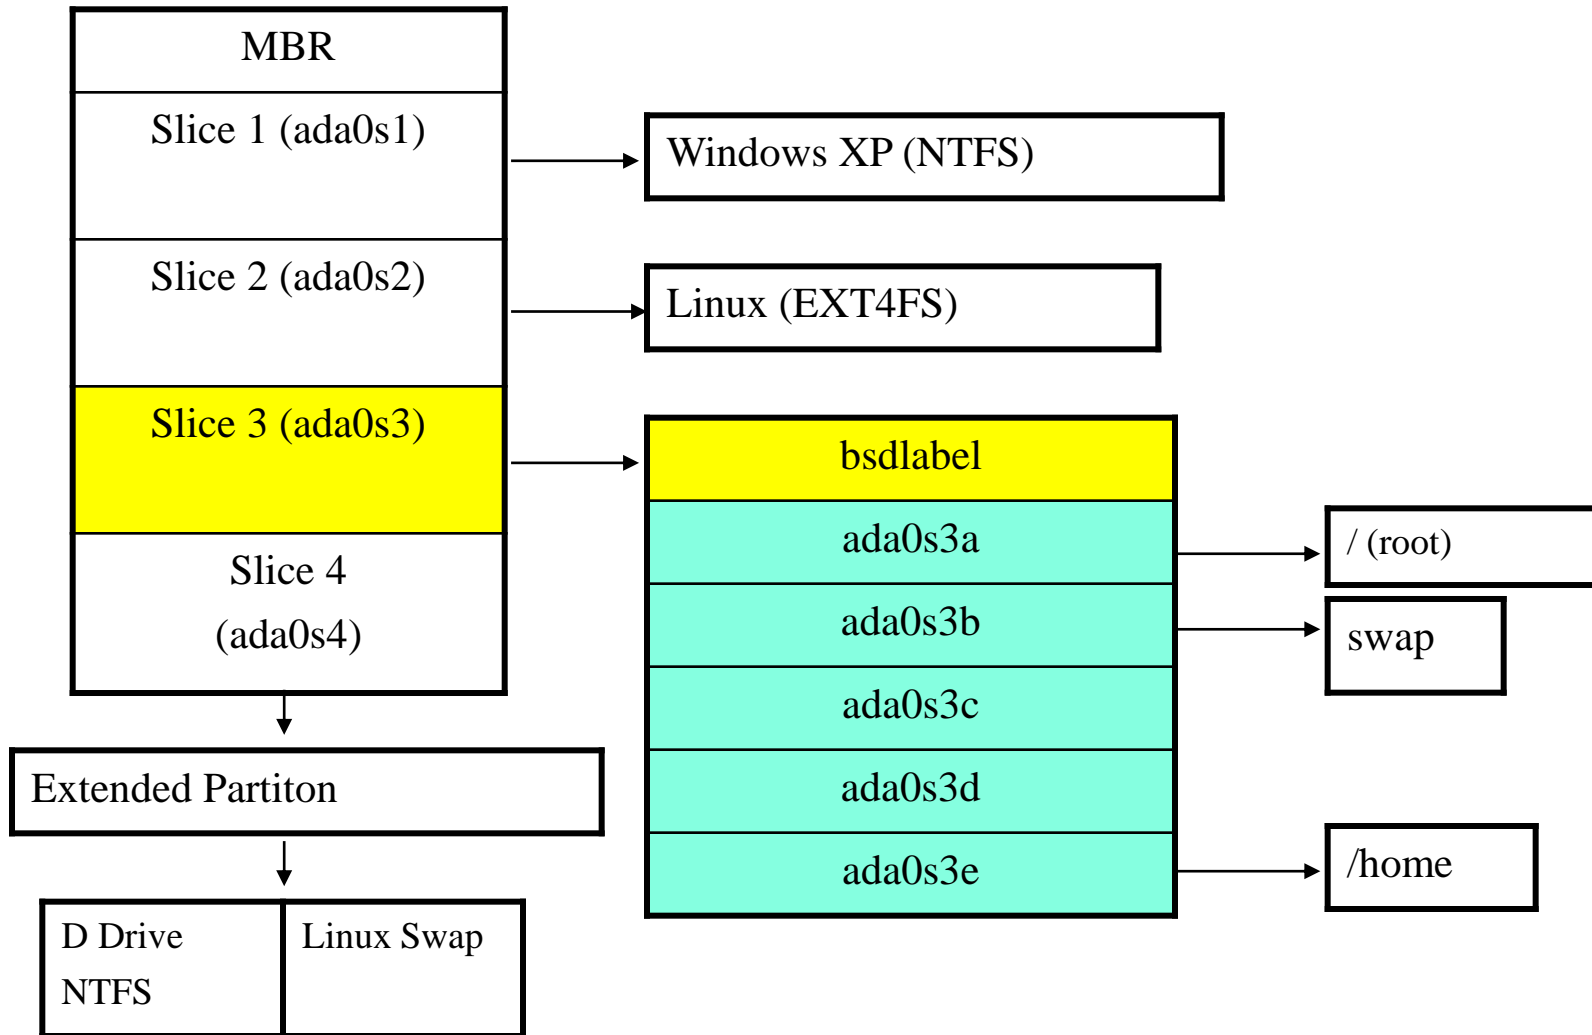 MBR
Slice 1 (ada0s1)
Windows XP (NTFS)
Slice 2 (ada0s2)
Linux (EXT4FS)
Slice 3 (ada0s3)
bsdlabel
ada0s3a
/ (root)
ada0s3b
swap
ada0s3c
ada0s3d
ada0s3e
/home
Slice 4
(ada0s4)
Extended Partiton
D Drive
NTFS
Linux Swap